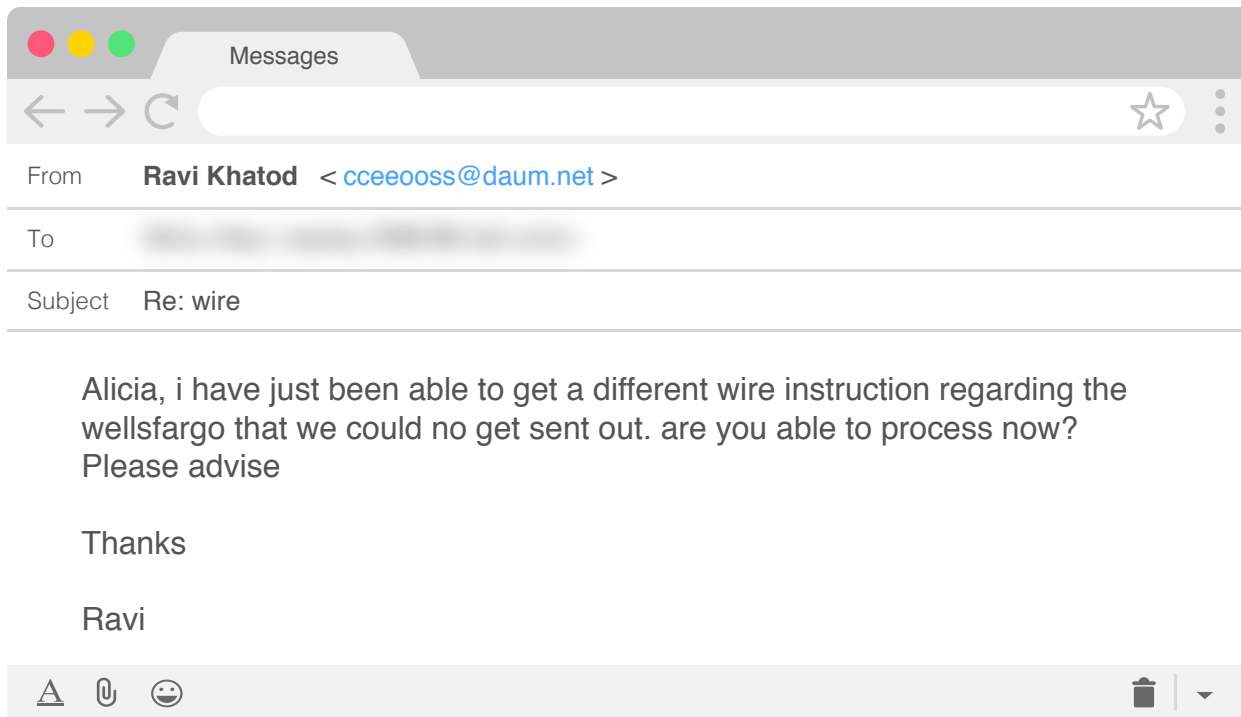 Messages
From Ravi Khatod < cceeooss@daum.net >
To
Subject Re: wire
Alicia, i have just been able to get a different wire instruction regarding the
wellsfargo that we could no get sent out. are you able to process now?
Please advise
Thanks
Ravi
A